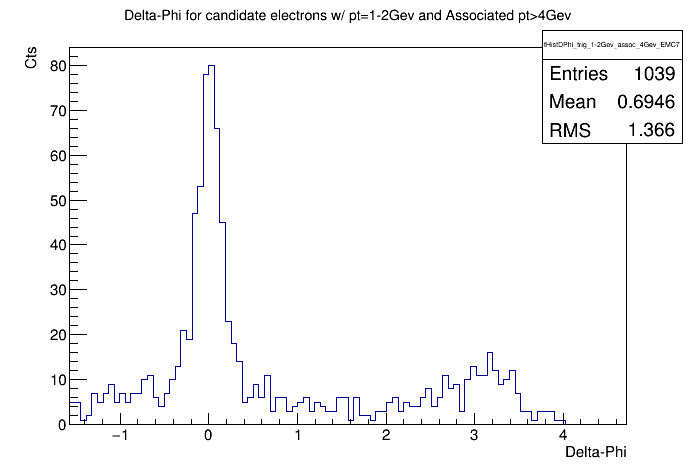 Delta-Phi for candidate electrons w/ pt=1-2Gev and Associated pt>4Gev
fHistDPhi_trig_1-2Gev_assoc_4Gev_EMC7
Entries 1039
Mean 0.6946
RMS 1.366
Cts
80
70
60
50
40
30
20
10
0
−1 0 1 2 3 4
Delta-Phi